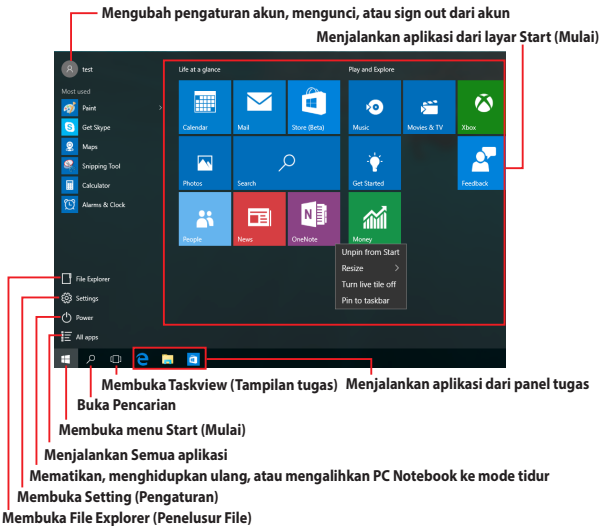 Mengubah pengaturan akun, mengunci, atau sign out dari akun
Menjalankan aplikasi dari layar Start (Mulai)
test
Most used
Paint
Get Skype
Maps
Snipping Tool
Calculator
Alarms & Clock
File Explorer
Settings
Power
All apps
Life at a glance
Play and Explore
Calendar
Mail
Store (Beta)
Music
Movies & TV
Xbox
Photos
Search
Get Started
Feedback
People
News
OneNote
Money
Unpin from Start
Resize
Turn live tile off
Pin to taskbar
Membuka Taskview (Tampilan tugas)
Menjalankan aplikasi dari panel tugas
Buka Pencarian
Membuka menu Start (Mulai)
Menjalankan Semua aplikasi
Mematikan, menghidupkan ulang, atau mengalihkan PC Notebook ke mode tidur
Membuka Setting (Pengaturan)
Membuka File Explorer (Penelusur File)